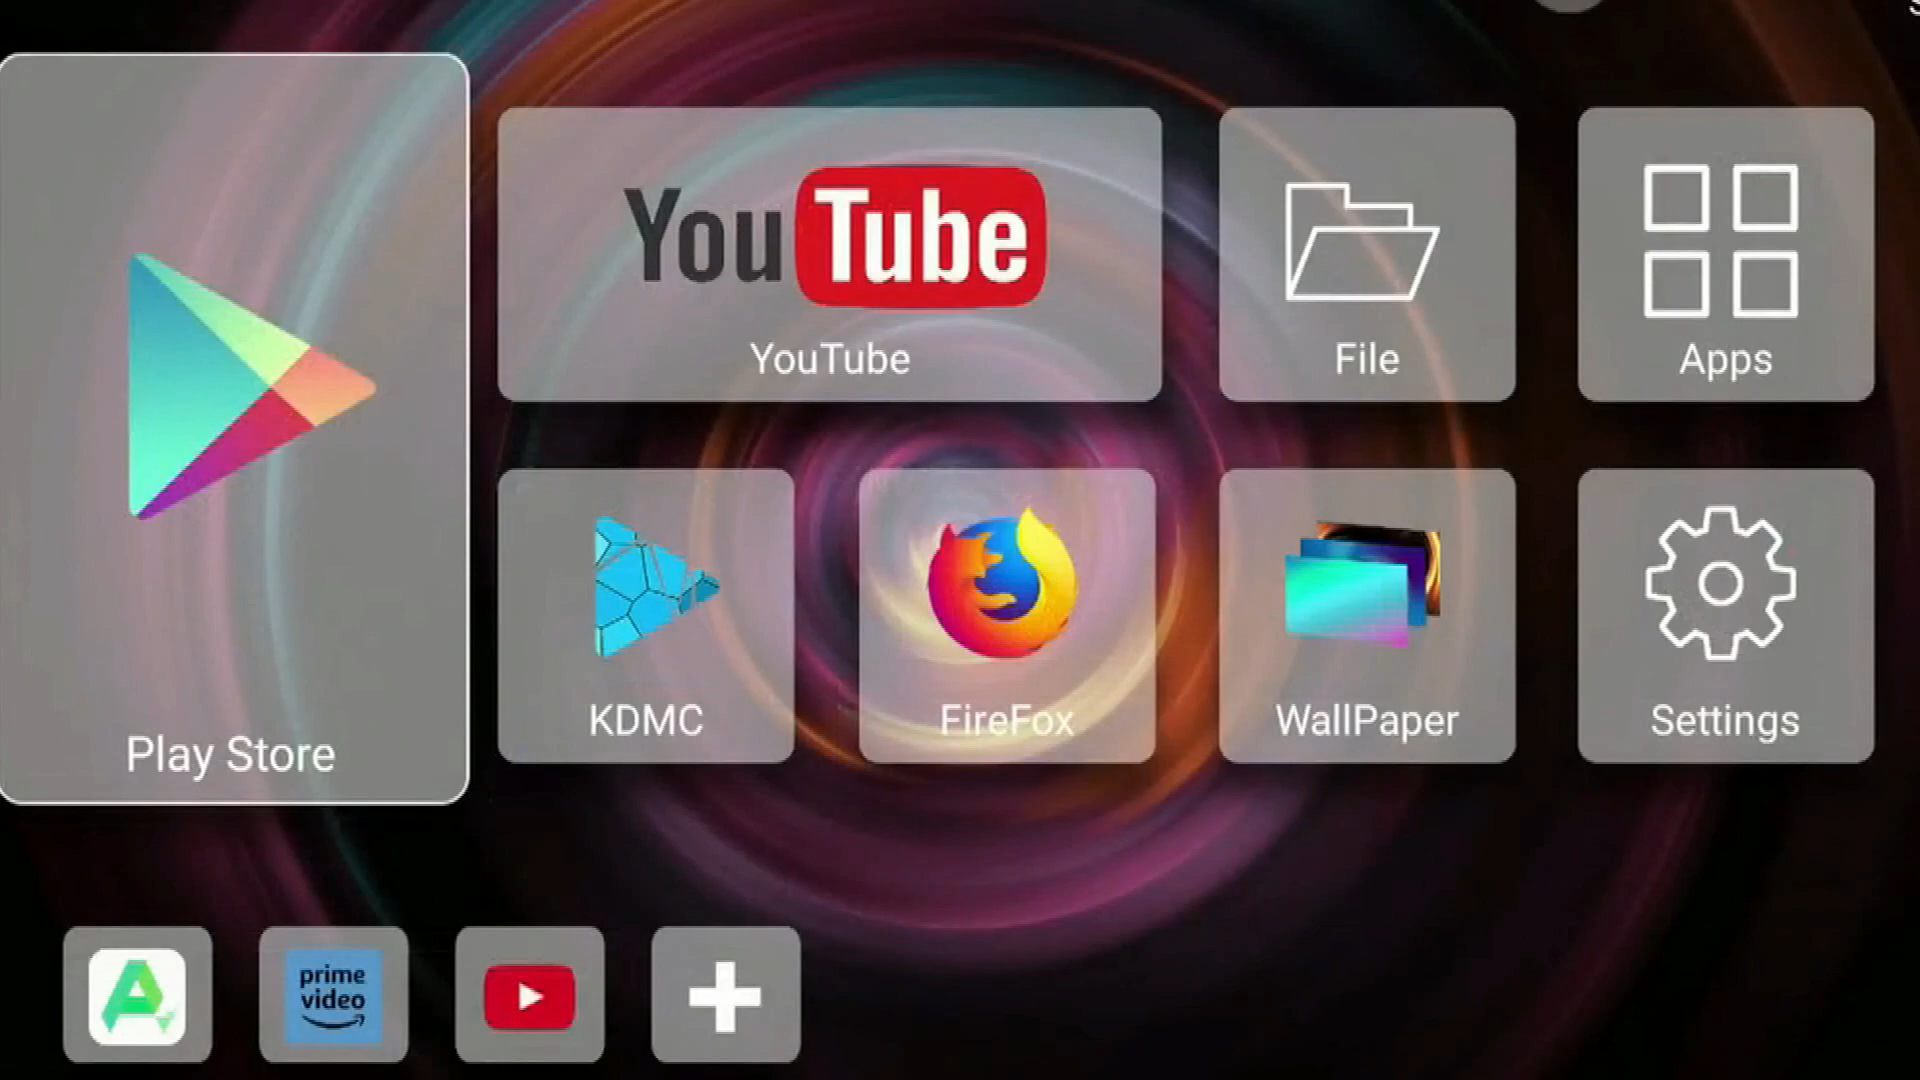 YouTube
YouTube
File
Apps
Play Store
KDMC
FireFox
WallPaper
Settings
prime
video